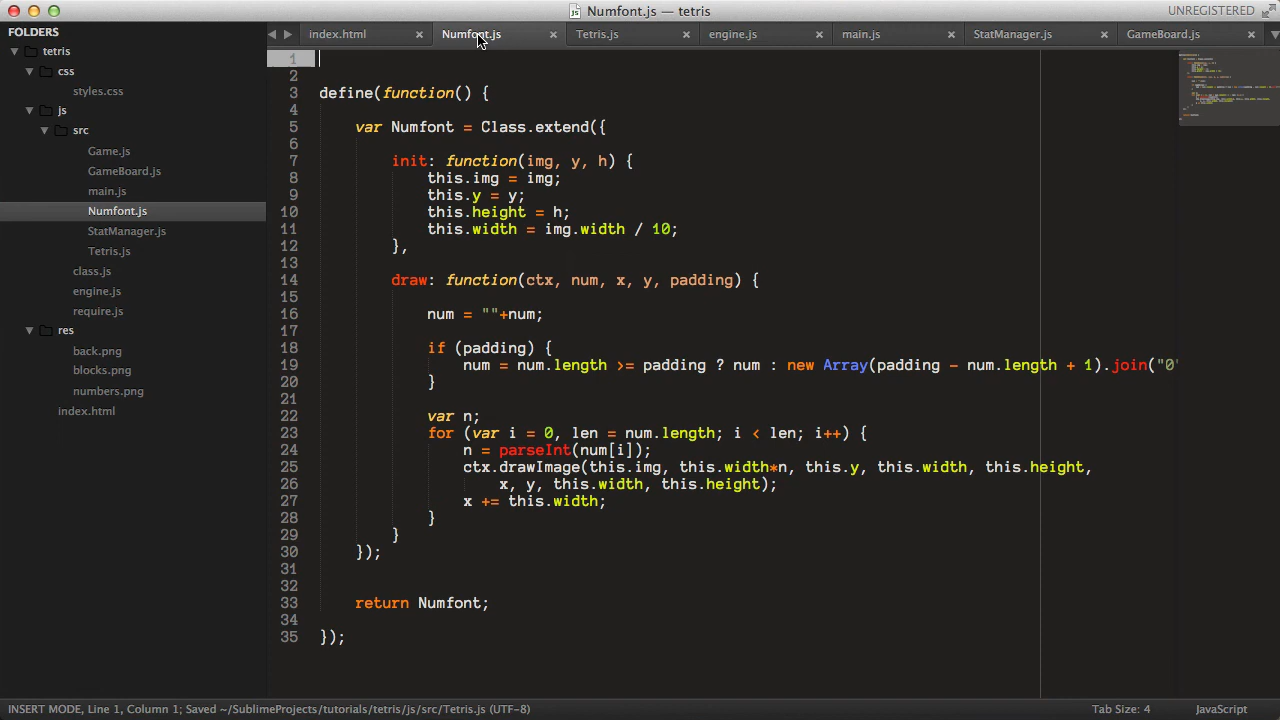 Numfont.js — tetris
UNREGISTERED
FOLDERS
tetris
css
styles.css
js
src
Game.js
GameBoard.js
main.js
Numfont.js
StatManager.js
Tetris.js
class.js
engine.js
require.js
res
back.png
blocks.png
numbers.png
index.html
index.html × Numfont.js × Tetris.js × engine.js × main.js × StatManager.js × GameBoard.js ×
1
2
3 define(function() {
4
5 var Numfont = Class.extend({
6
7 init: function(img, y, h) {
8 this.img = img;
9 this.y = y;
10 this.height = h;
11 this.width = img.width / 10;
12 },
13
14 draw: function(ctx, num, x, y, padding) {
15
16 num = ""+num;
17
18 if (padding) {
19 num = num.length >= padding ? num : new Array(padding - num.length + 1).join("0"
20 }
21
22 var n;
23 for (var i = 0, len = num.length; i < len; i++) {
24 n = parseInt(num[i]);
25 ctx.drawImage(this.img, this.width*n, this.y, this.width, this.height,
26 x, y, this.width, this.height);
27 x += this.width;
28 }
29 }
30 });
31
32
33 return Numfont;
34
35 });
INSERT MODE, Line 1, Column 1; Saved ~/SublimeProjects/tutorials/tetris/js/src/Tetris.js (UTF-8)
Tab Size: 4
JavaScript